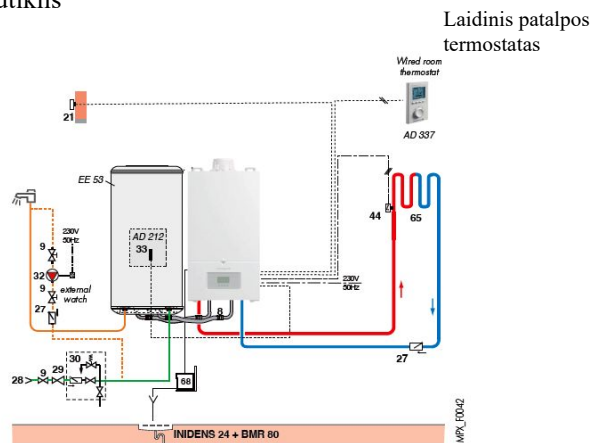 Laidinis patalpos
termostatas
Wired room
thermostat
21
AD 337
EE 53
AD 212
33
44
65
230V
50Hz
9
32
external
watch
9
27
230V
50Hz
8
27
30
28
9
29
68
INIDENS 24 + BMR 80
MPX_F0042